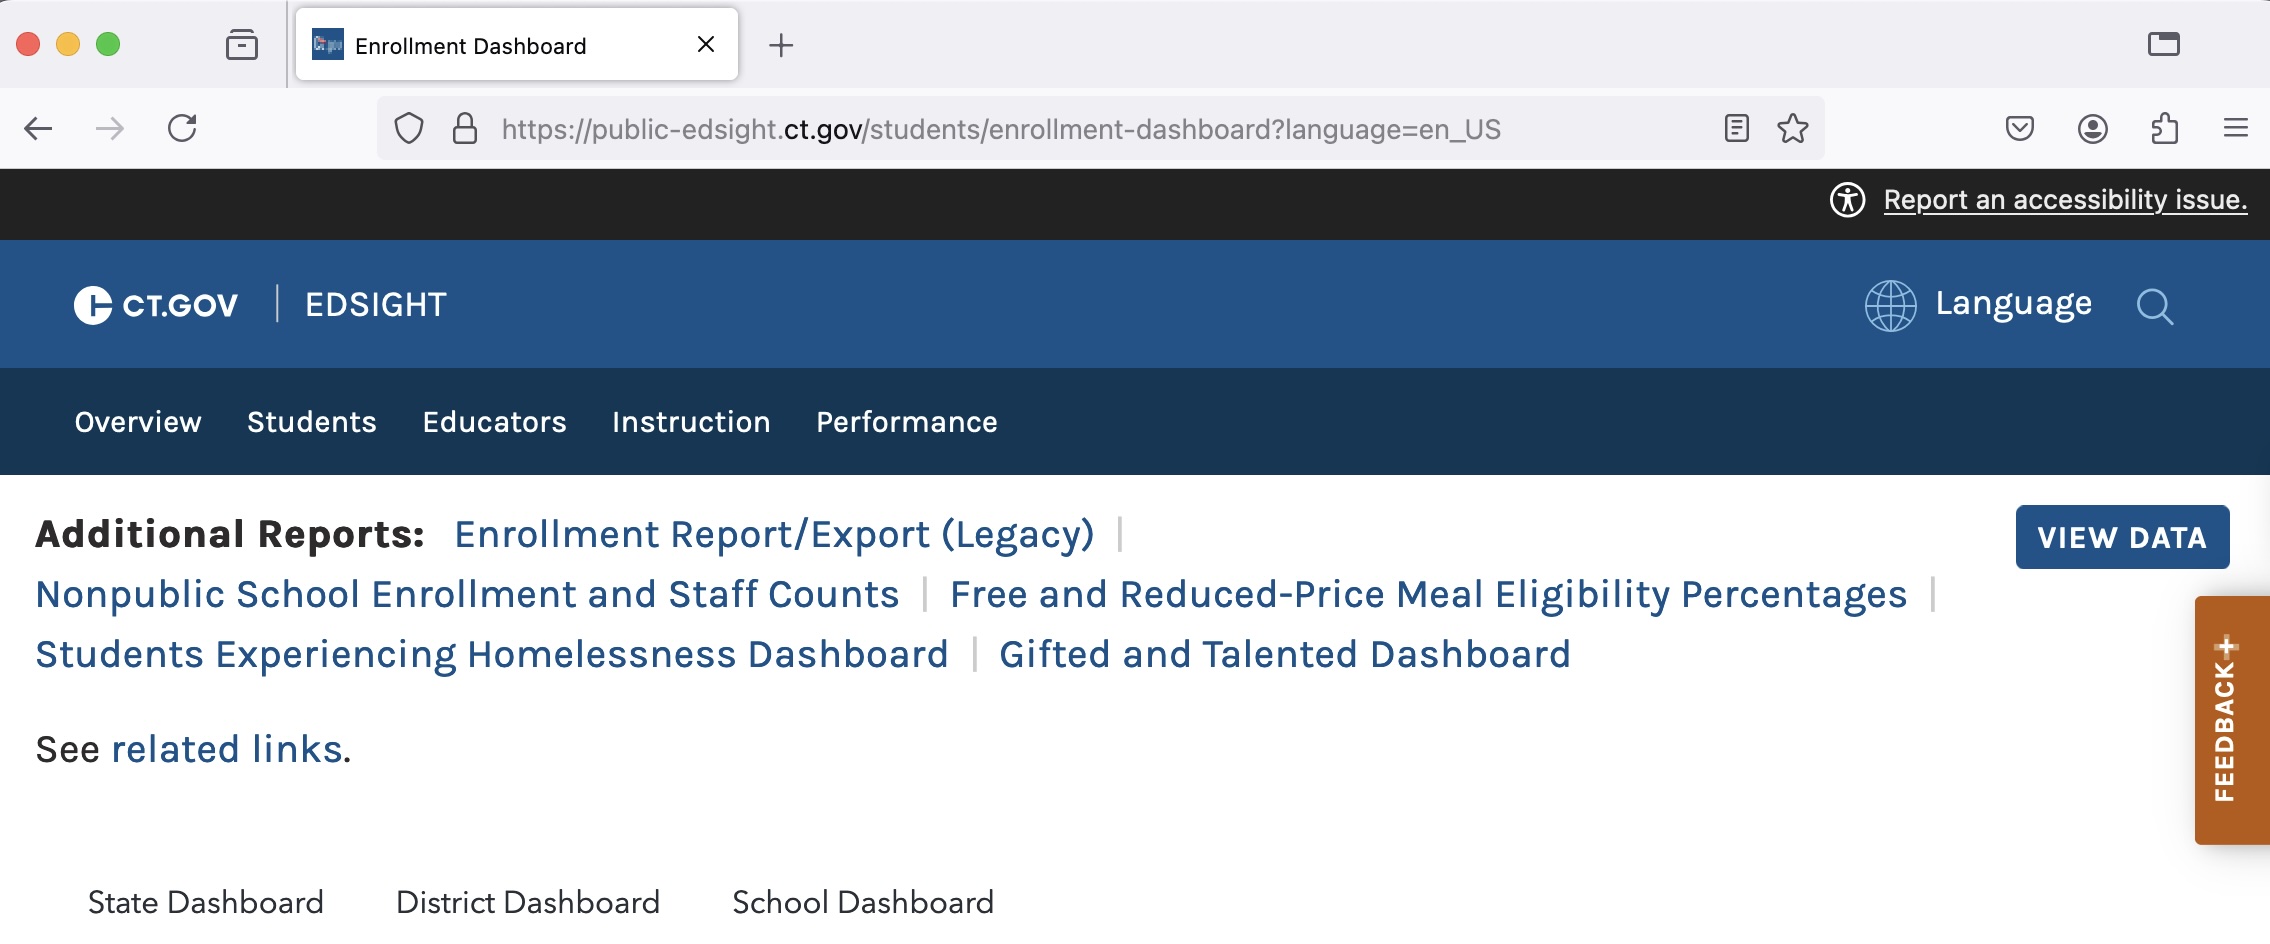 Enrollment Dashboard
https://public-edsight.ct.gov/students/enrollment-dashboard?language=en_US
Report an accessibility issue.
CT.GOV | EDSIGHT
Language
Overview Students Educators Instruction Performance
Additional Reports: Enrollment Report/Export (Legacy) |
VIEW DATA
Nonpublic School Enrollment and Staff Counts | Free and Reduced-Price Meal Eligibility Percentages |
Students Experiencing Homelessness Dashboard | Gifted and Talented Dashboard
FEEDBACK
See related links.
State Dashboard District Dashboard School Dashboard